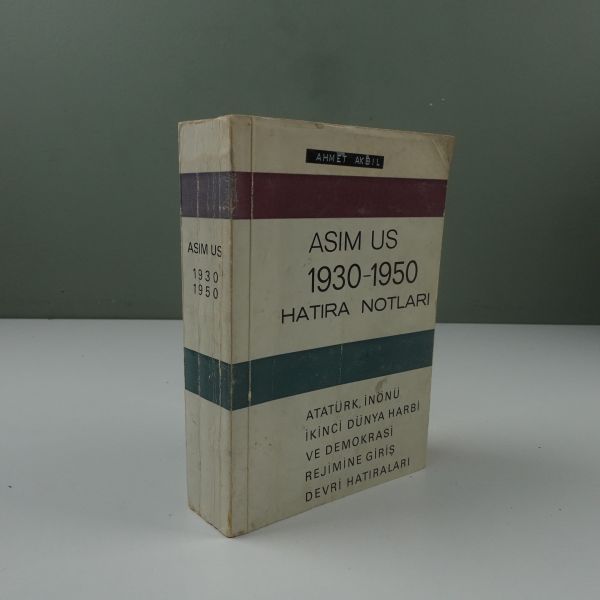 ASIM US
1930
1950
AHMET AKBIL
ASIM US
1930-1950
HATIRA NOTLARI
ATATÜRK, İNÖNÜ
İKİNCİ DÜNYA HARBİ
VE DEMOKRASİ
REJİMİNE GİRİŞ
DEVRİ HATIRALARI